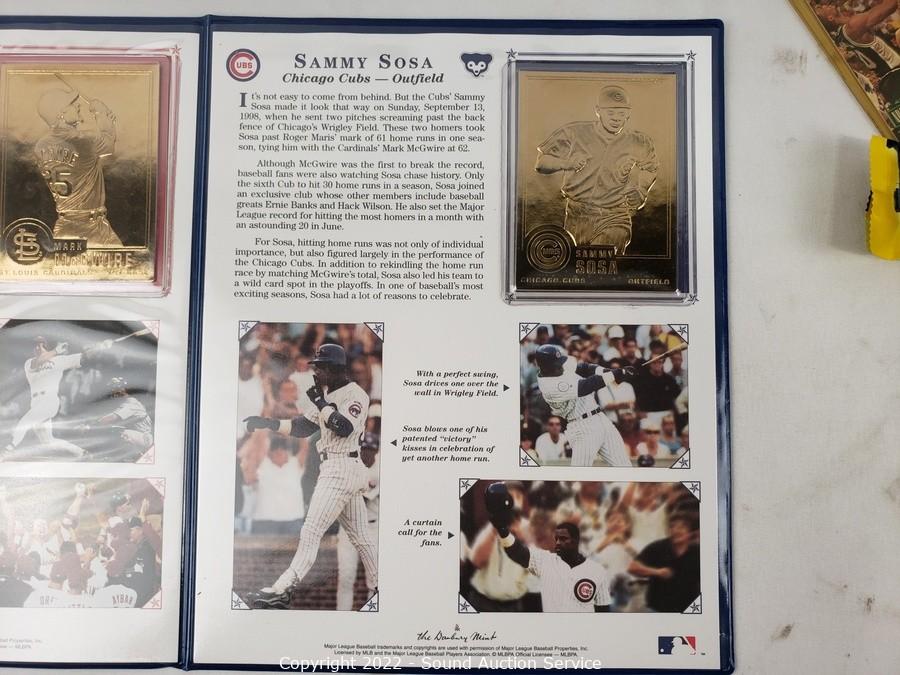 SAMMY SOSA
Chicago Cubs — Outfield
It's not easy to come from behind. But the Cubs' Sammy
Sosa made it look that way on Sunday, September 13,
1998, when he sent two pitches screaming past the back
fence of Chicago's Wrigley Field. These two homers took
Sosa past Roger Maris' mark of 61 home runs in one sea-
son, tying him with the Cardinals' Mark McGwire at 62.
Although McGwire was the first to break the record,
baseball fans were also watching Sosa chase history. Only
the sixth Cub to hit 30 home runs in a season, Sosa joined
an exclusive club whose other members include baseball
greats Ernie Banks and Hack Wilson. He also set the Major
League record for hitting the most homers in a month with
an astounding 20 in June.
For Sosa, hitting home runs was not only of individual
importance, but also figured largely in the performance of
the Chicago Cubs. In addition to rekindling the home run
race by matching McGwire's total, Sosa also led his team to
a wild card spot in the playoffs. In one of baseball's most
exciting seasons, Sosa had a lot of reasons to celebrate.
CUBS
CUBS
SAMMY
SOSA
CHICAGO CUBS OUTFIELD
MARK
ST. LOUIS CARDINALS
With a perfect swing,
Sosa drives one over the
wall in Wrigley Field.
Sosa blows one of his
patented "victory"
kisses in celebration of
yet another home run.
A curtain
call for the
fans.
AYBAR
the Danbury Mint
Major League Baseball trademarks and copyrights are used with permission of Major League Baseball Properties, Inc.
Licensed by MLB and the Major League Baseball Players Association. © MLBPA Official Licensee — MLBPA.
ball Properties, Inc.
— MLBPA.
Copyright 2022 - Sound Auction Service